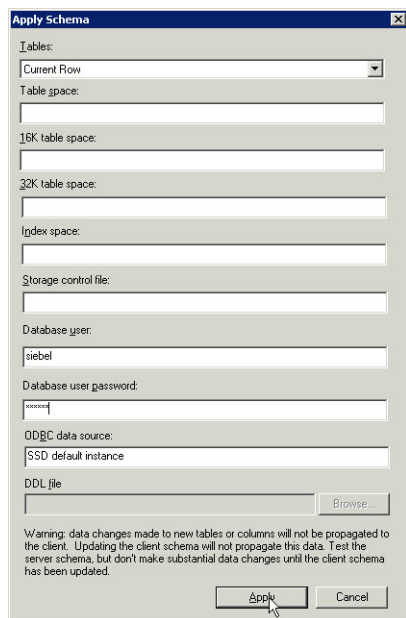 Apply Schema
Tables:
Current Row
Table space:
16K table space:
32K table space:
Index space:
Storage control file:
Database user:
siebel
Database user password:
××××××
ODBC data source:
SSD default instance
DDL file
Browse...
Warning: data changes made to new tables or columns will not be propagated to
the client. Updating the client schema will not propagate this data. Test the
server schema, but don't make substantial data changes until the client schema
has been updated.
Apply
Cancel